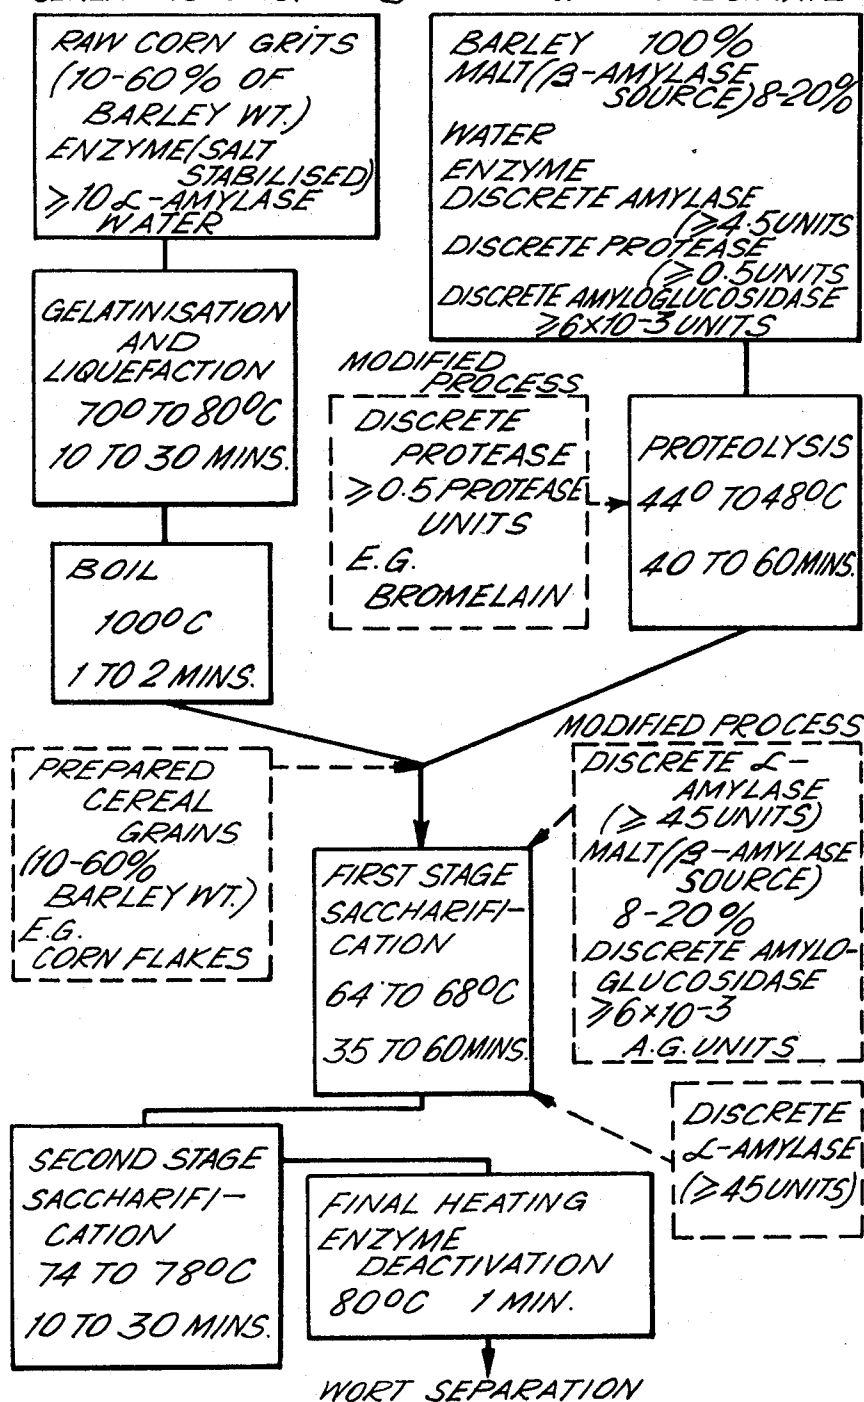 RAW CORN GRITS
(10-60% OF
BARLEY WT.)
ENZYME (SALT
STABILISED)
≥10 α-AMYLASE
WATER
BARLEY 100%
MALT (β-AMYLASE
SOURCE) 8-20%
WATER
ENZYME
DISCRETE AMYLASE
(≥4.5 UNITS
DISCRETE PROTEASE
(≥0.5 UNITS
DISCRETE AMYLOGLUCOSIDASE
≥6×10-3 UNITS
GELATINISATION
AND
LIQUEFACTION
70° TO 80°C
10 TO 30 MINS.
MODIFIED
PROCESS
DISCRETE
PROTEASE
≥0.5 PROTEASE
UNITS
E.G.
BROMELAIN
PROTEOLYSIS
44° TO 48°C
40 TO 60 MINS.
BOIL
100°C
1 TO 2 MINS.
PREPARED
CEREAL
GRAINS
(10-60%
BARLEY WT.)
E.G.
CORN FLAKES
FIRST STAGE
SACCHARIFI-
CATION
64 TO 68°C
35 TO 60 MINS.
MODIFIED PROCESS
DISCRETE α-
AMYLASE
(≥45 UNITS)
MALT (β-AMYLASE
SOURCE)
8-20%
DISCRETE AMYLO-
GLUCOSIDASE
≥6×10-3
A.G. UNITS
DISCRETE
α-AMYLASE
(≥45 UNITS)
SECOND STAGE
SACCHARIFI-
CATION
74 TO 78°C
10 TO 30 MINS.
FINAL HEATING
ENZYME
DEACTIVATION
80°C 1 MIN.
WORT SEPARATION